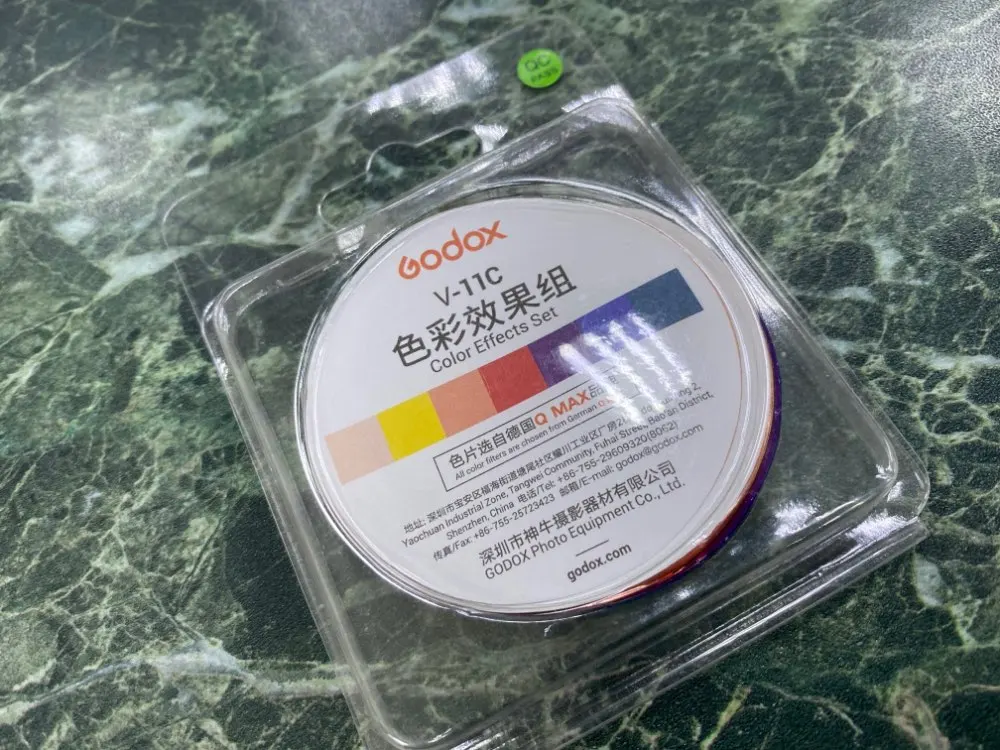 QC
PASS
Godox
V-11C
色彩效果组
Color Effects Set
色片选自德国Q MAX品牌
All color filters are chosen from German
地址: 深圳市宝安区福海街道塘尾社区耀川工业区厂房2
Yaochuan Industrial Zone, Tangwei Community, Fuhai Street, Bao'an District,
Shenzhen, China 电话/Tel: +86-755-29609320(8062)
传真/Fax: +86-755-25723423 邮箱/E-mail: godox@godox.com
深圳市神牛摄影器材有限公司
GODOX Photo Equipment Co., Ltd.
godox.com